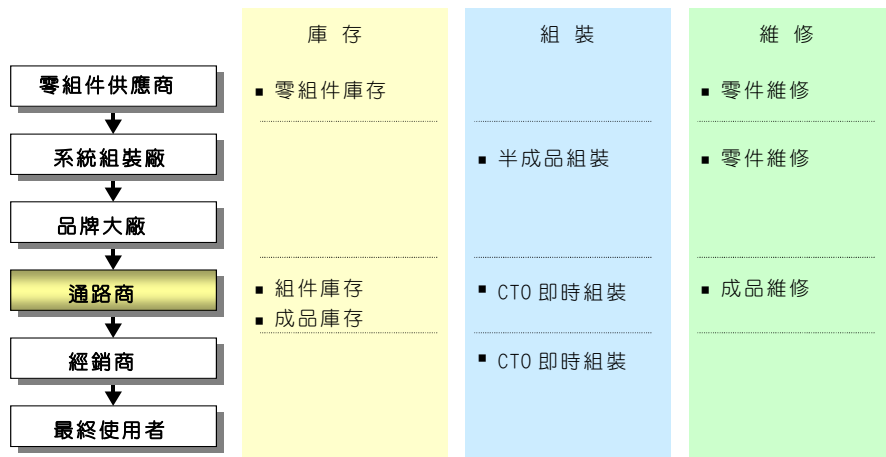 庫 存
組 裝
維 修
零組件供應商
▪ 零組件庫存
▪ 零件維修
系統組裝廠
▪ 半成品組裝
▪ 零件維修
品牌大廠
通路商
▪ 組件庫存
▪ 成品庫存
▪ CTO 即時組裝
▪ 成品維修
經銷商
▪ CTO 即時組裝
最終使用者